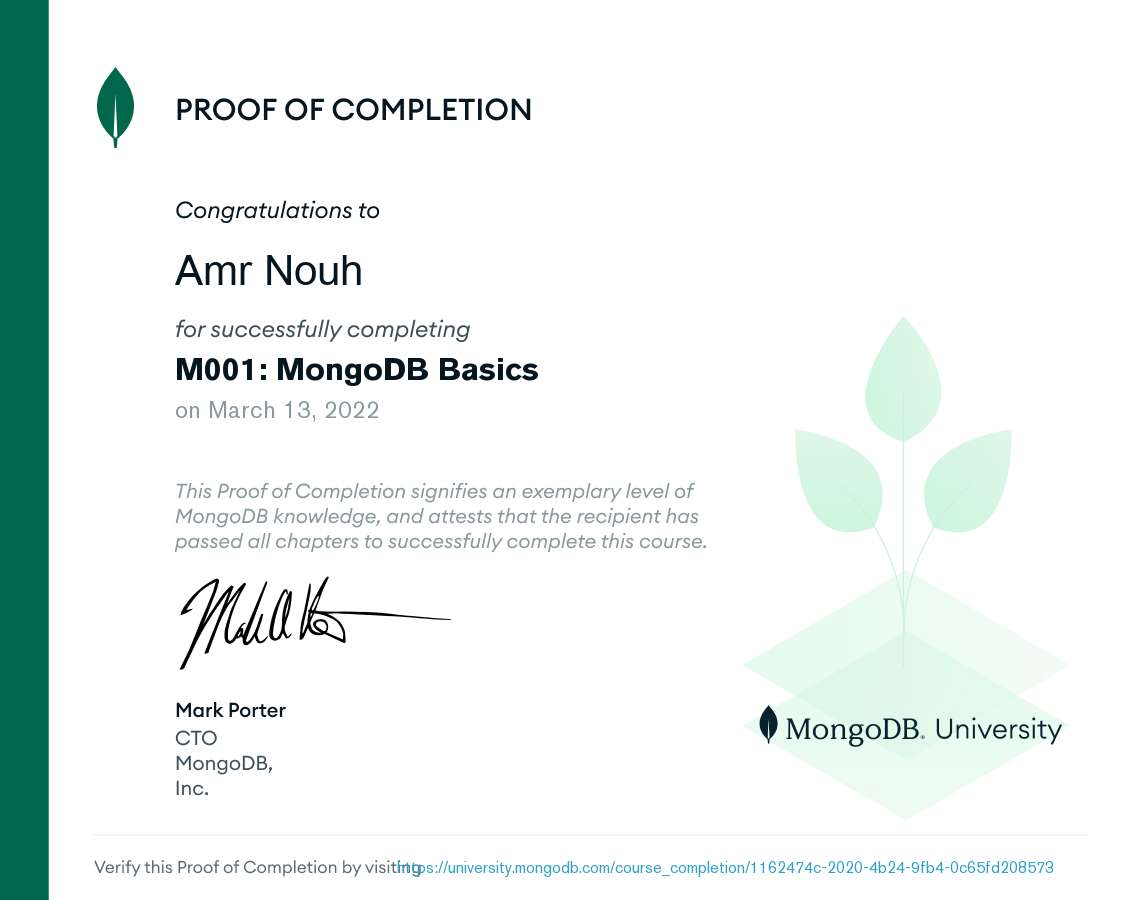 PROOF OF COMPLETION
Congratulations to
Amr Nouh
for successfully completing
M001: MongoDB Basics
on March 13, 2022
This Proof of Completion signifies an exemplary level of
MongoDB knowledge, and attests that the recipient has
passed all chapters to successfully complete this course.
Mark Porter
CTO
MongoDB,
Inc.
MongoDB. University
Verify this Proof of Completion by visiting https://university.mongodb.com/course_completion/1162474c-2020-4b24-9fb4-0c65fd208573